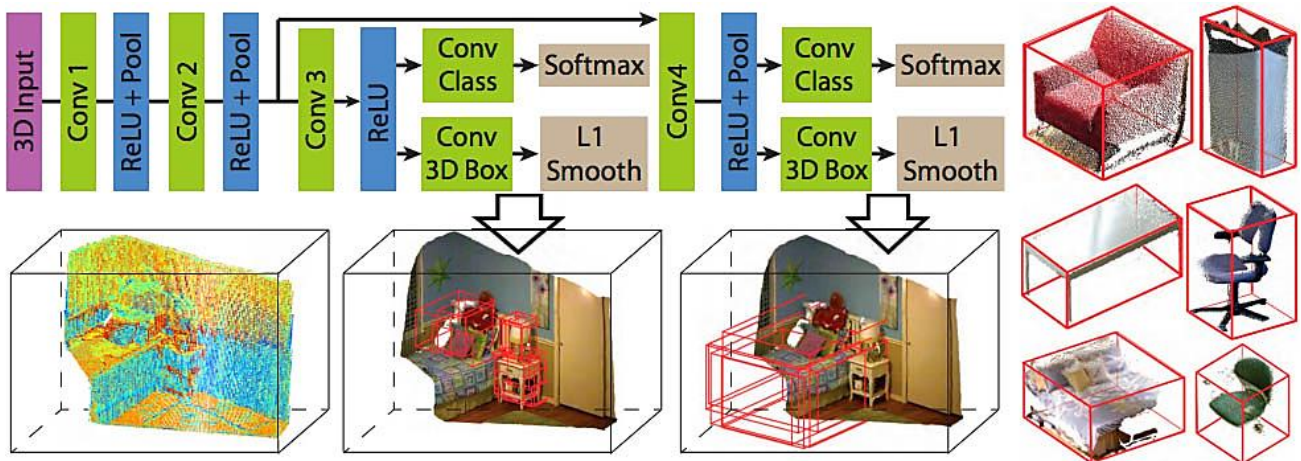 3D Input
Conv 1
ReLU + Pool
Conv 2
ReLU + Pool
Conv 3
ReLU
Conv
Class
Softmax
Conv
3D Box
L1
Smooth
Conv4
ReLU + Pool
Conv
Class
Softmax
Conv
3D Box
L1
Smooth